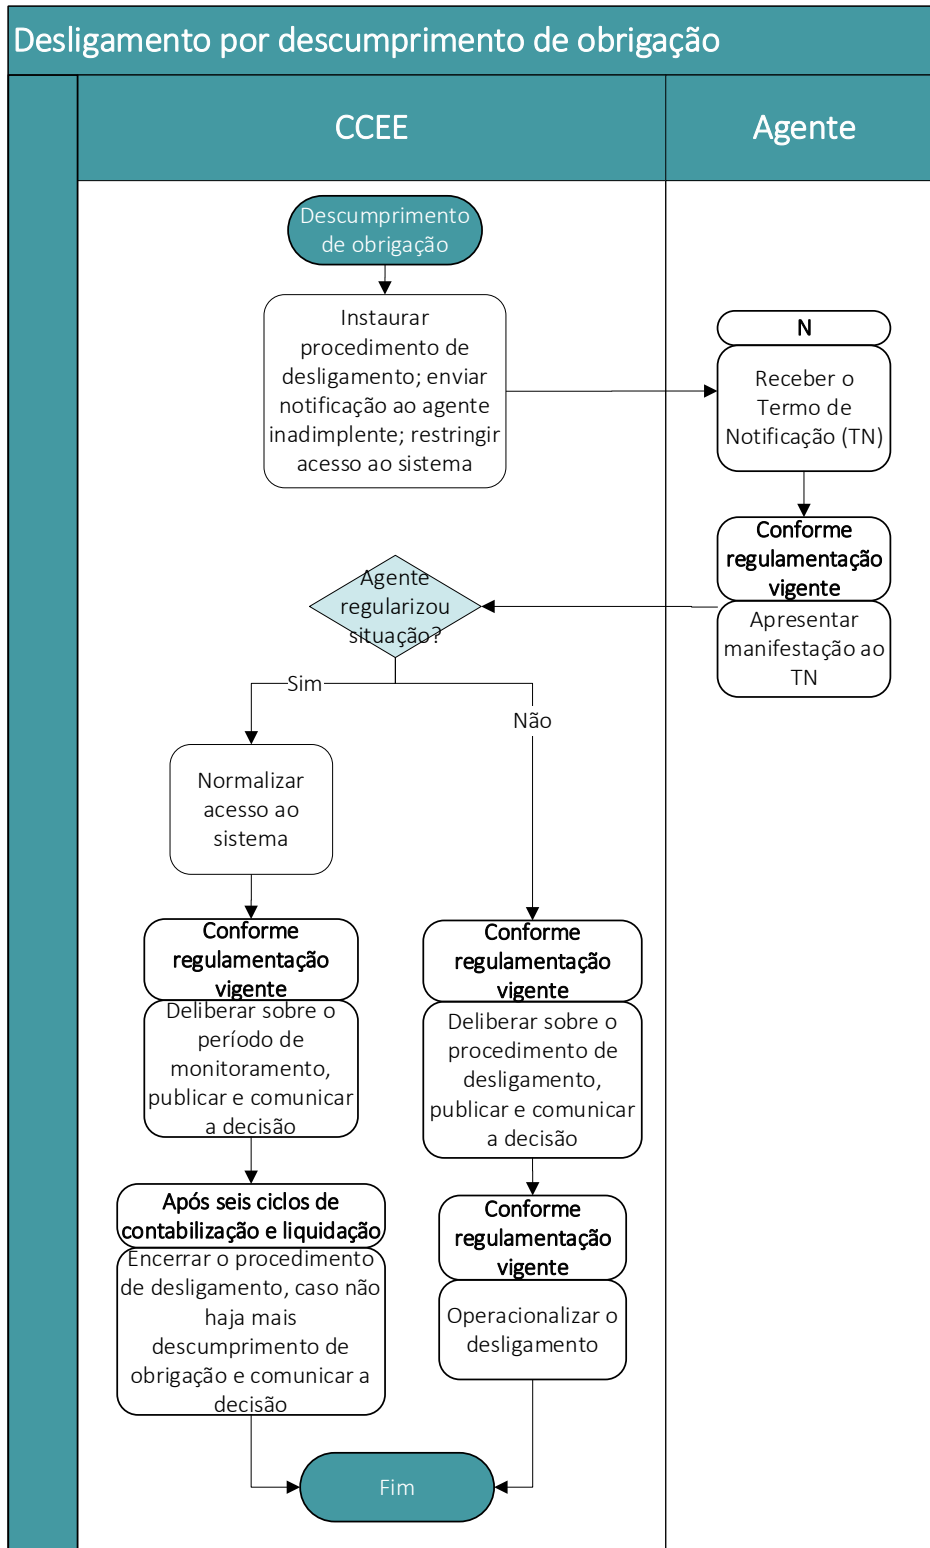 Desligamento por descumprimento de obrigação
CCEE
Agente
Descumprimento
de obrigação
Instaurar
procedimento de
desligamento; enviar
notificação ao agente
inadimplente; restringir
acesso ao sistema
N
Receber o
Termo de
Notificação (TN)
Conforme
regulamentação
vigente
Apresentar
manifestação ao
TN
Agente
regularizou
situação?
Sim
Não
Normalizar
acesso ao
sistema
Conforme
regulamentação
vigente
Deliberar sobre o
período de
monitoramento,
publicar e comunicar
a decisão
Após seis ciclos de
contabilização e liquidação
Encerrar o procedimento
de desligamento, caso não
haja mais
descumprimento de
obrigação e comunicar a
decisão
Conforme
regulamentação
vigente
Deliberar sobre o
procedimento de
desligamento,
publicar e comunicar
a decisão
Conforme
regulamentação
vigente
Operacionalizar o
desligamento
Fim